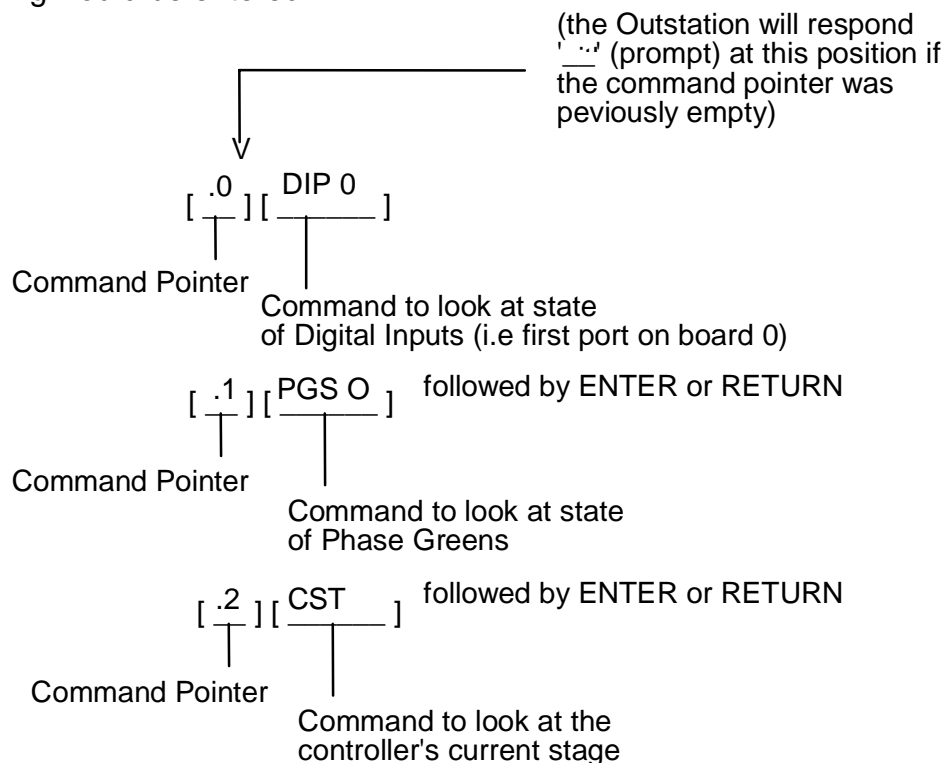 (the Outstation will respond
(prompt) at this position if
the command pointer was
peviously empty)
V
[ .0 ] [ DIP 0 ]
Command Pointer
Command to look at state
of Digital Inputs (i.e first port on board 0)
[ .1 ] [ PGS O ] followed by ENTER or RETURN
Command Pointer
Command to look at state
of Phase Greens
[ .2 ] [ CST ] followed by ENTER or RETURN
Command Pointer
Command to look at the
controller's current stage